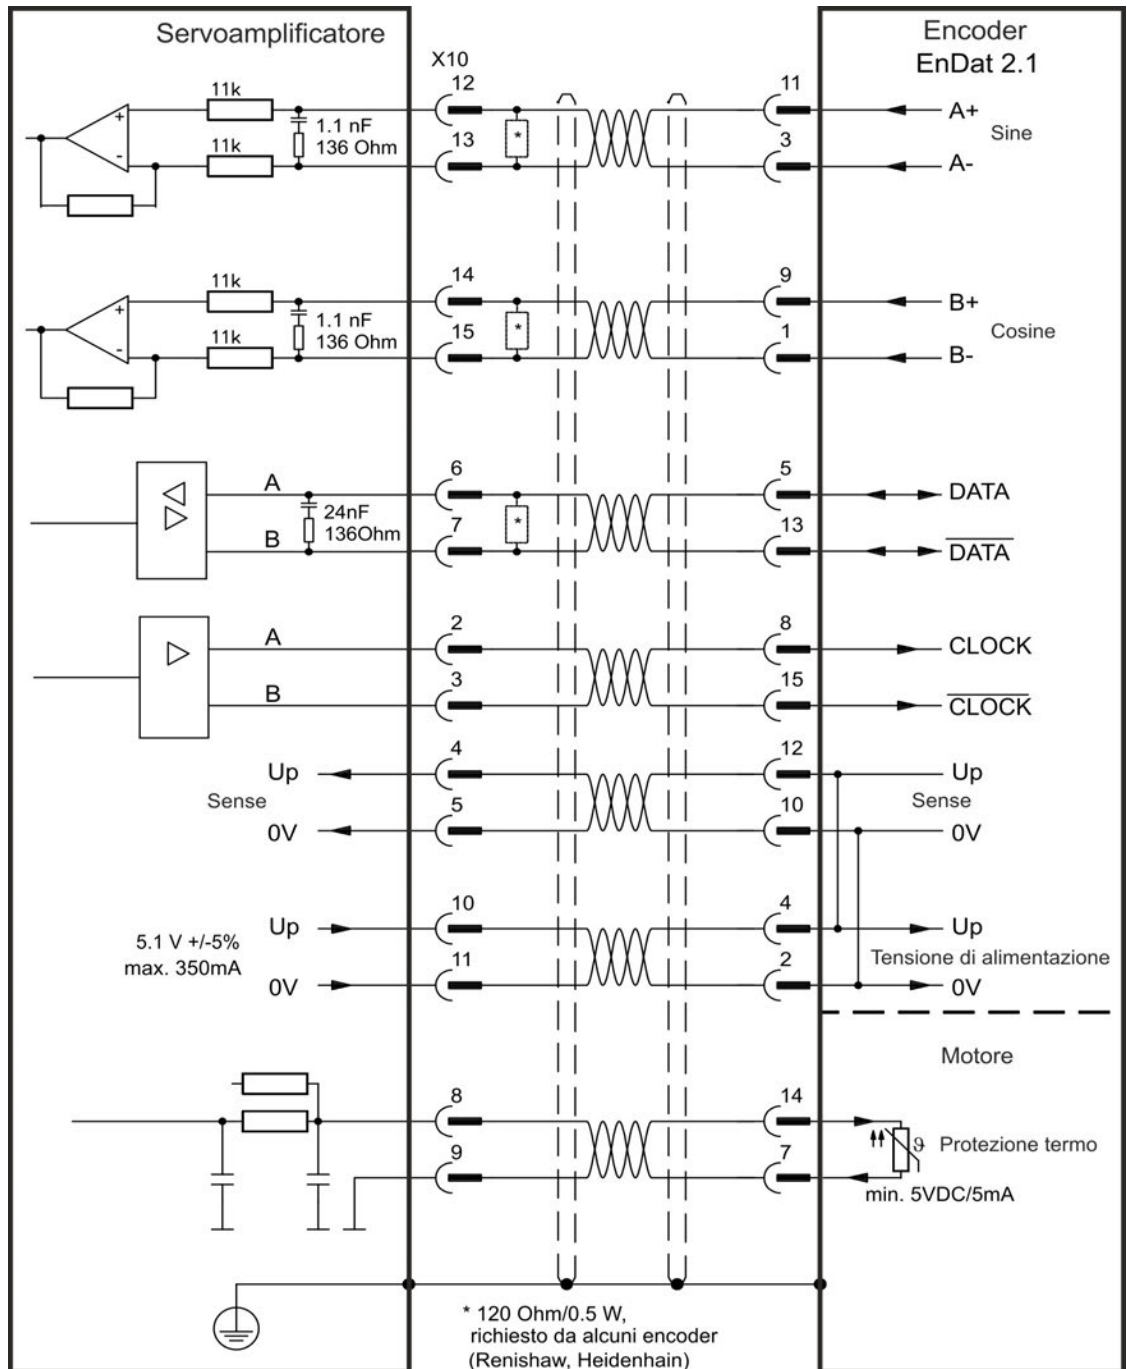 Servoamplificatore
Encoder
EnDat 2.1
X10
11k
12
11
A+
1.1 nF
136 Ohm
*
Sine
11k
13
3
A-
11k
14
9
B+
1.1 nF
136 Ohm
*
Cosine
11k
15
1
B-
A
6
5
DATA
24nF
136Ohm
*
B
7
13
DATA
A
2
8
CLOCK
B
3
15
CLOCK
Up
4
12
Up
Sense
Sense
0V
5
10
0V
Up
10
4
Up
5.1 V +/-5%
max. 350mA
Tensione di alimentazione
0V
11
2
0V
Motore
8
14
ϑ Protezione termo
9
7
min. 5VDC/5mA
* 120 Ohm/0.5 W,
richiesto da alcuni encoder
(Renishaw, Heidenhain)
+
-
+
-